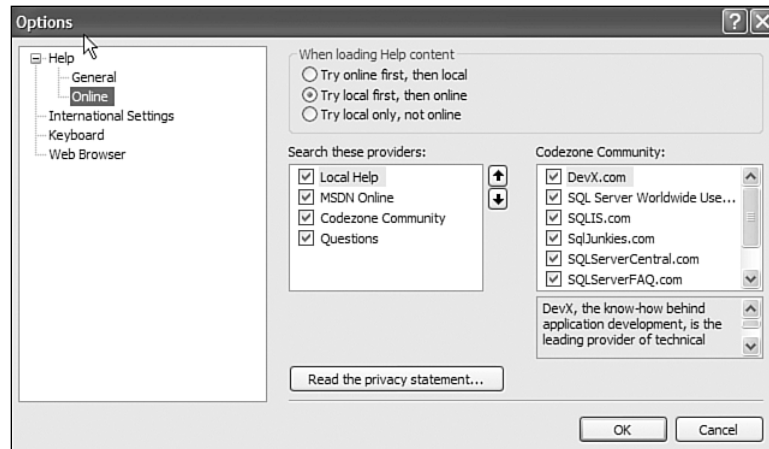 Options
Help
General
Online
International Settings
Keyboard
Web Browser
When loading Help content
Try online first, then local
Try local first, then online
Try local only, not online
Search these providers:
Local Help
MSDN Online
Codezone Community
Questions
Codezone Community:
DevX.com
SQL Server Worldwide Use...
SQLIS.com
SqlJunkies.com
SQLServerCentral.com
SQLServerFAQ.com
DevX, the know-how behind
application development, is the
leading provider of technical
Read the privacy statement...
OK
Cancel